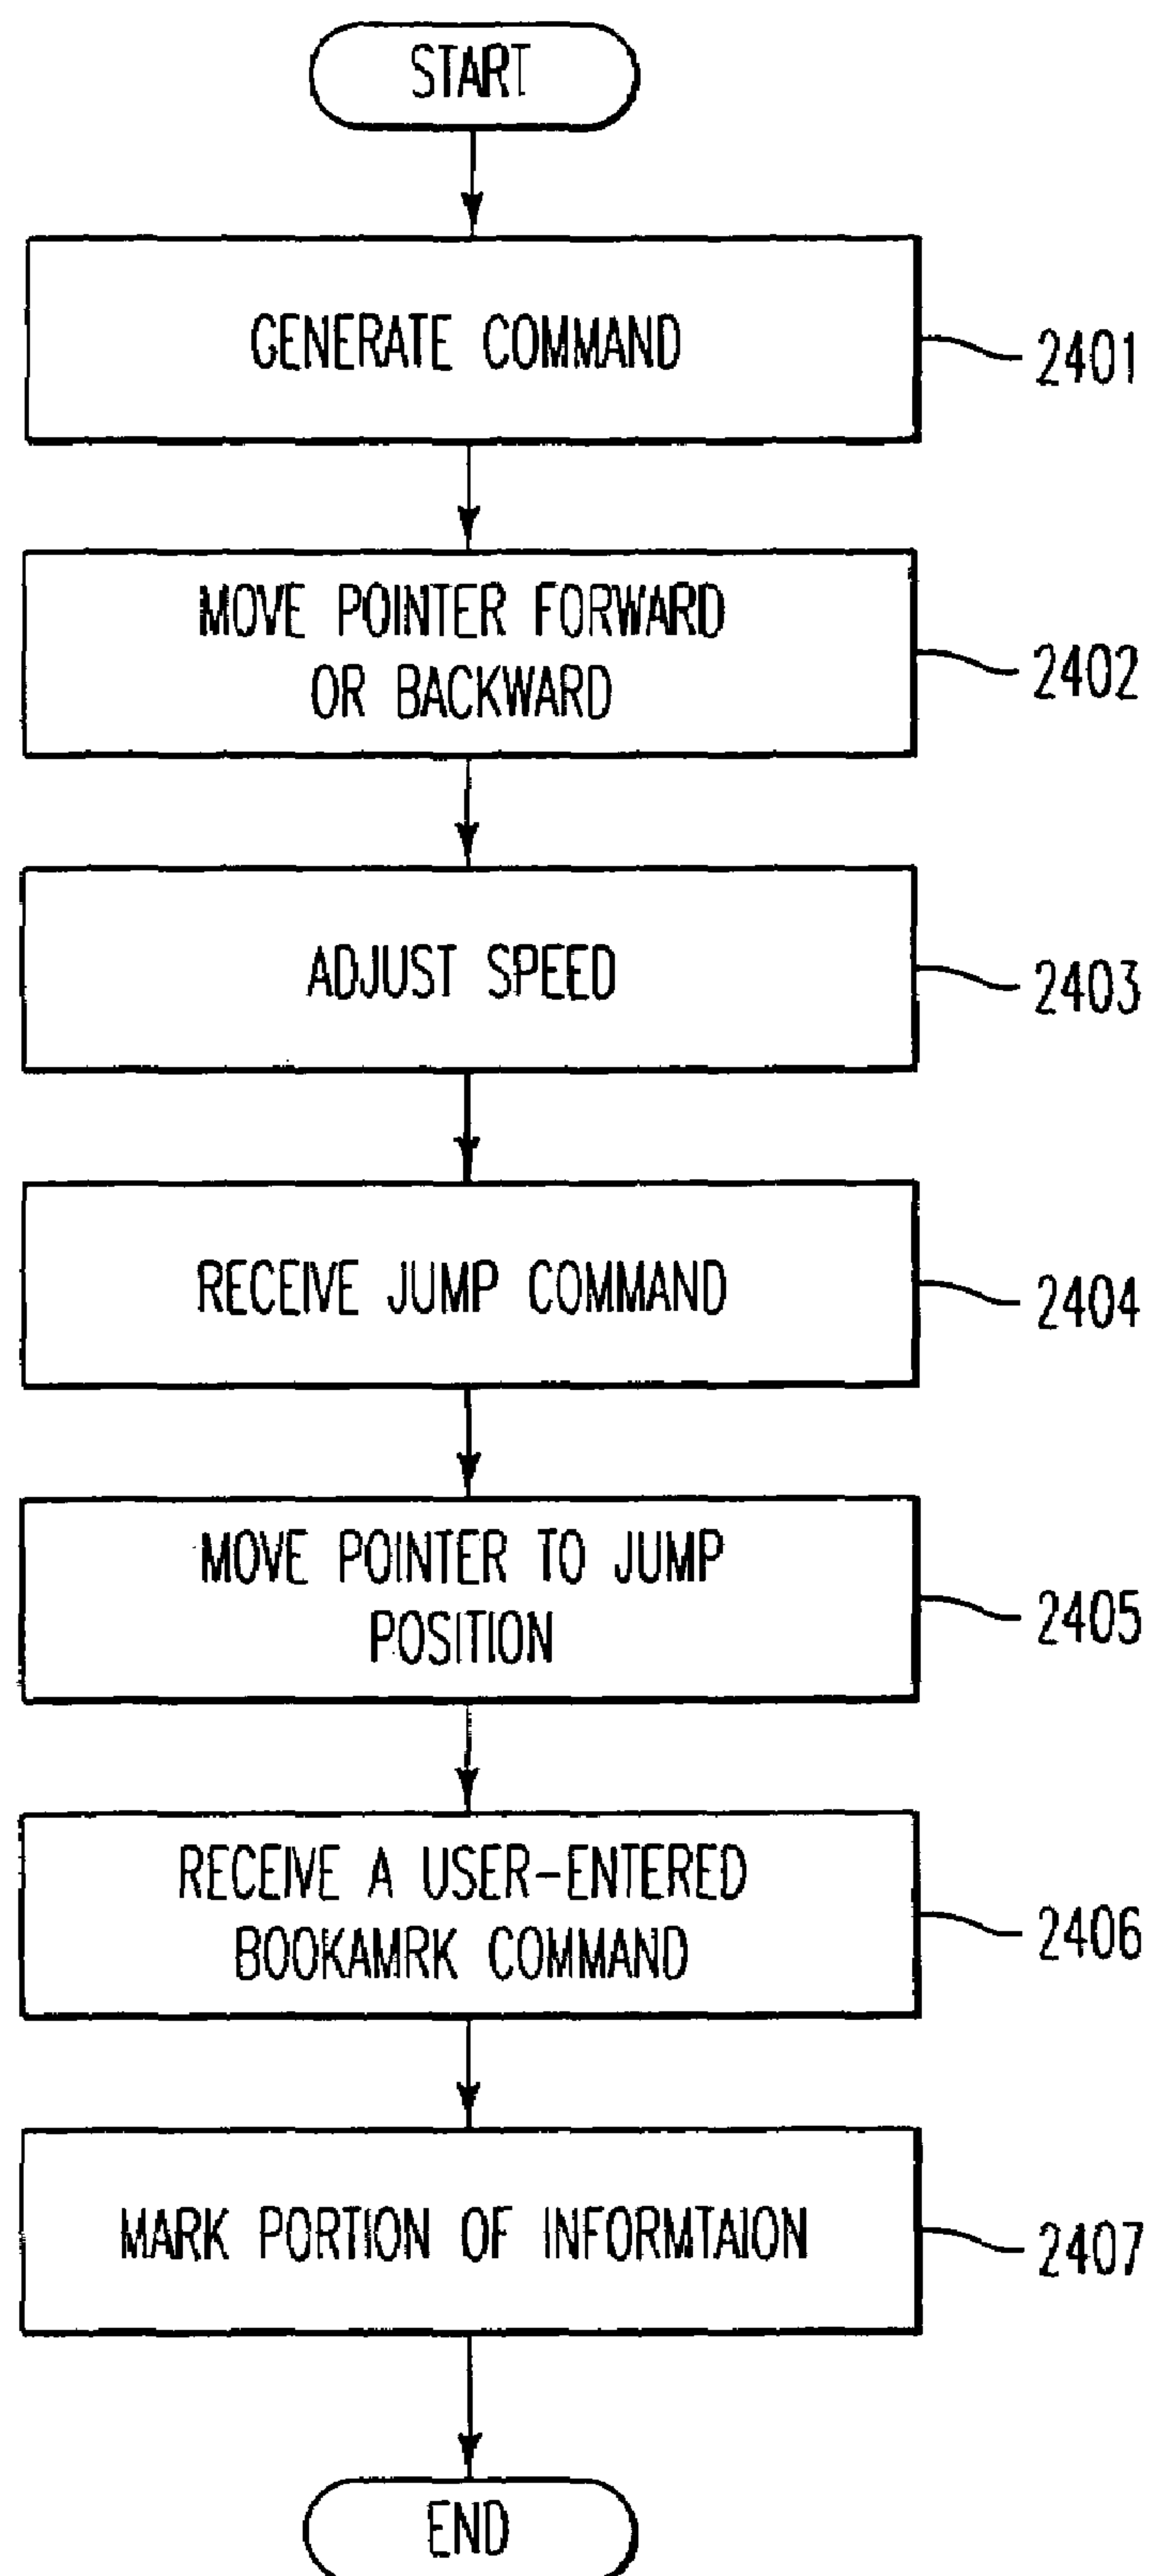 START
GENERATE COMMAND
2401
MOVE POINTER FORWARD
OR BACKWARD
2402
ADJUST SPEED
2403
RECEIVE JUMP COMMAND
2404
MOVE POINTER TO JUMP
POSITION
2405
RECEIVE A USER-ENTERED
BOOKAMRK COMMAND
2406
MARK PORTION OF INFORMTAION
2407
END